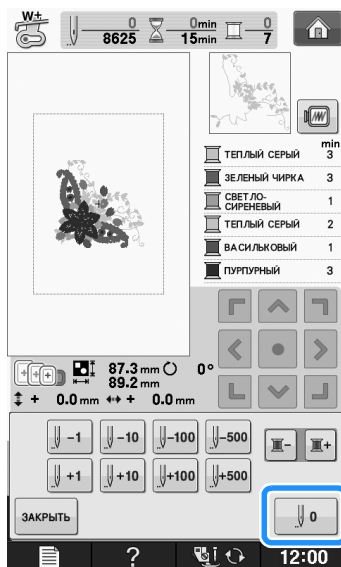 W±
0 0min 0
8625 15min 7
min
ТЕПЛЫЙ СЕРЫЙ 3
ЗЕЛЕНЫЙ ЧИРКА 3
СВЕТЛО-
СИРЕНЕВЫЙ 1
ТЕПЛЫЙ СЕРЫЙ 2
ВАСИЛЬКОВЫЙ 1
ПУРПУРНЫЙ 3
87.3 mm 0°
89.2 mm
+ 0.0 mm + 0.0 mm
-1 -10 -100 -500
+1 +10 +100 +500
- +
ЗАКРЫТЬ 0
? 12:00